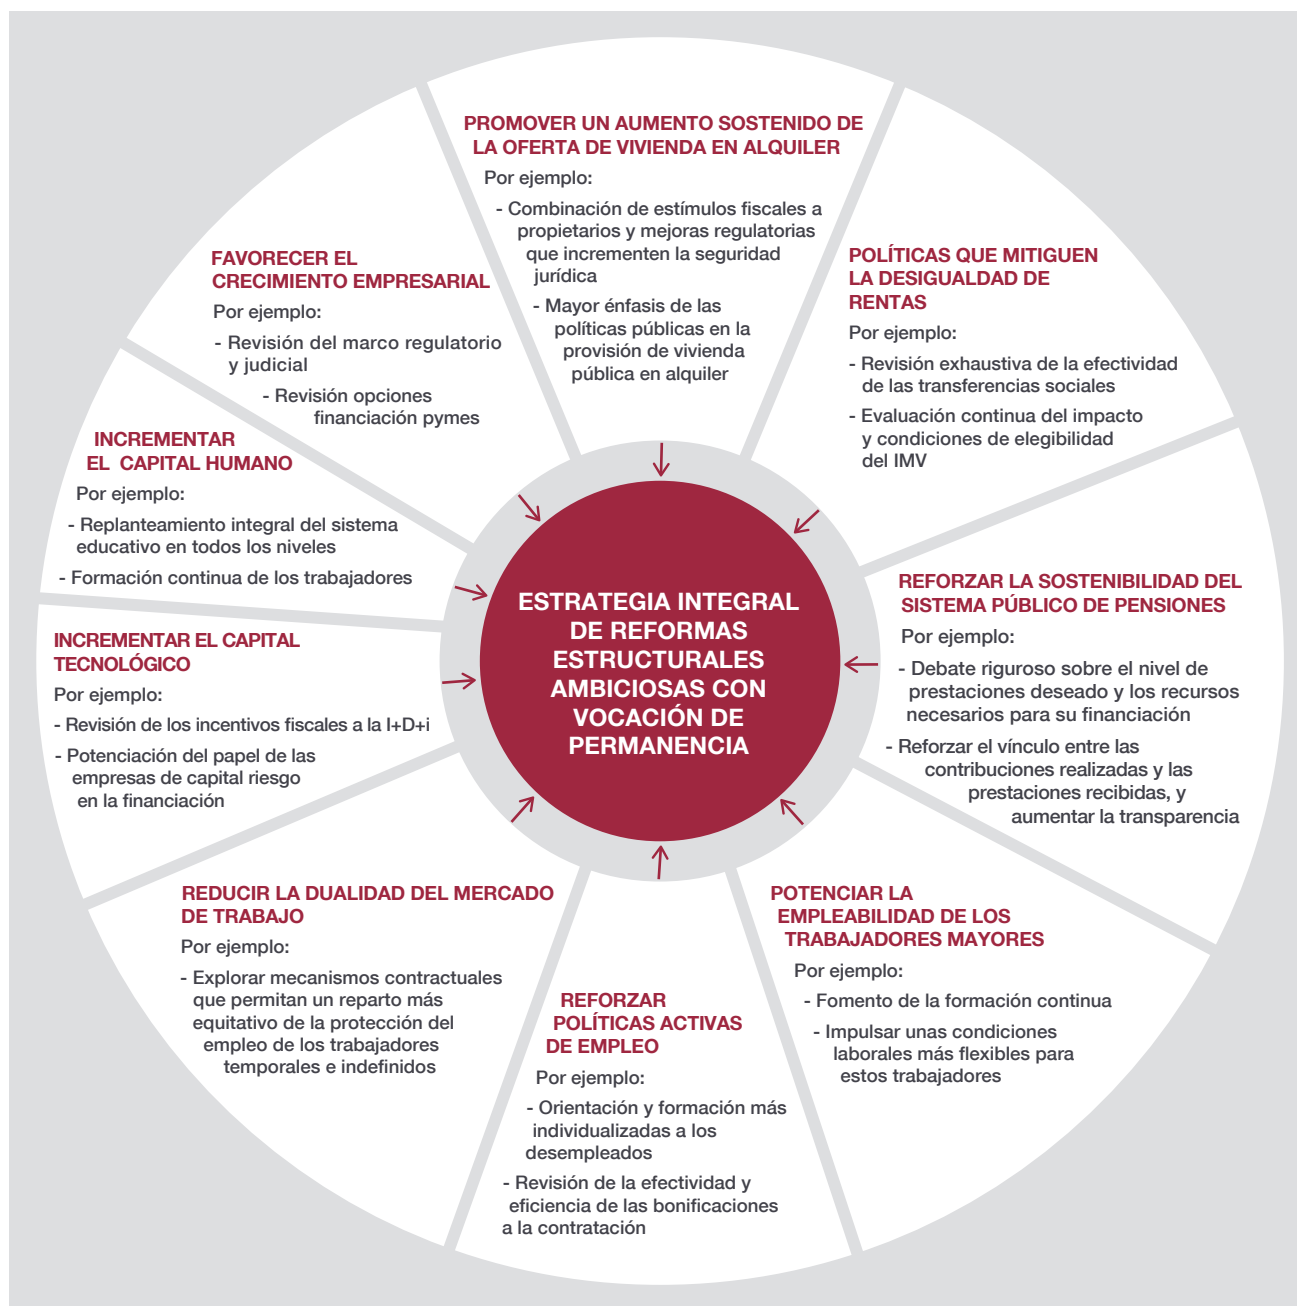 PROMOVER UN AUMENTO SOSTENIDO DE
LA OFERTA DE VIVIENDA EN ALQUILER
Por ejemplo:
- Combinación de estímulos fiscales a
propietarios y mejoras regulatorias
que incrementen la seguridad
jurídica
- Mayor énfasis de las
políticas públicas en la
provisión de vivienda
pública en alquiler
POLÍTICAS QUE MITIGUEN
LA DESIGUALDAD DE
RENTAS
Por ejemplo:
- Revisión exhaustiva de la efectividad
de las transferencias sociales
- Evaluación continua del impacto
y condiciones de elegibilidad
del IMV
REFORZAR LA SOSTENIBILIDAD DEL
SISTEMA PÚBLICO DE PENSIONES
Por ejemplo:
- Debate riguroso sobre el nivel de
prestaciones deseado y los recursos
necesarios para su financiación
- Reforzar el vínculo entre las
contribuciones realizadas y las
prestaciones recibidas, y
aumentar la transparencia
POTENCIAR LA
EMPLEABILIDAD DE LOS
TRABAJADORES MAYORES
Por ejemplo:
- Fomento de la formación continua
- Impulsar unas condiciones
laborales más flexibles para
estos trabajadores
REFORZAR
POLÍTICAS ACTIVAS
DE EMPLEO
Por ejemplo:
- Orientación y formación más
individualizadas a los
desempleados
- Revisión de la efectividad y
eficiencia de las bonificaciones
a la contratación
REDUCIR LA DUALIDAD DEL MERCADO
DE TRABAJO
Por ejemplo:
- Explorar mecanismos contractuales
que permitan un reparto más
equitativo de la protección del
empleo de los trabajadores
temporales e indefinidos
INCREMENTAR EL CAPITAL
TECNOLÓGICO
Por ejemplo:
- Revisión de los incentivos fiscales a la I+D+i
- Potenciación del papel de las
empresas de capital riesgo
en la financiación
INCREMENTAR
EL CAPITAL HUMANO
Por ejemplo:
- Replanteamiento integral del sistema
educativo en todos los niveles
- Formación continua de los trabajadores
FAVORECER EL
CRECIMIENTO EMPRESARIAL
Por ejemplo:
- Revisión del marco regulatorio
y judicial
- Revisión opciones
financiación pymes
ESTRATEGIA INTEGRAL
DE REFORMAS
ESTRUCTURALES
AMBICIOSAS CON
VOCACIÓN DE
PERMANENCIA